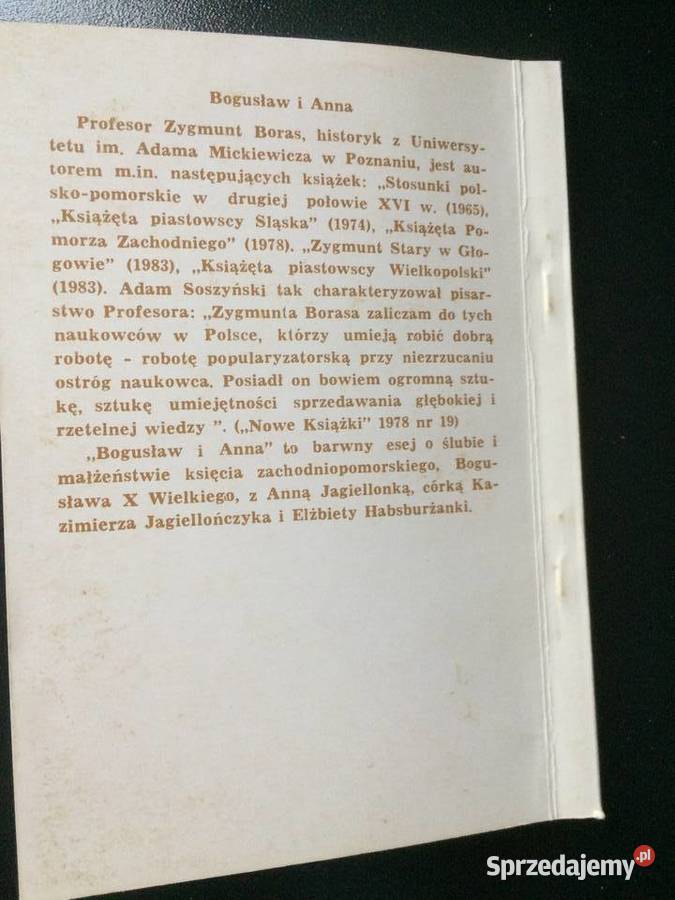 Bogusław i Anna
Profesor Zygmunt Boras, historyk z Uniwersy-
tetu im. Adama Mickiewicza w Poznaniu, jest au-
torem m.in. następujących książek: „Stosunki pol-
sko-pomorskie w drugiej połowie XVI w. (1965),
„Książęta piastowscy Śląska" (1974), „Książęta Po-
morza Zachodniego" (1978). „Zygmunt Stary w Gło-
gowie" (1983), „Książęta piastowscy Wielkopolski"
(1983). Adam Soszyński tak charakteryzował pisar-
stwo Profesora: „Zygmunta Borasa zaliczam do tych
naukowców w Polsce, którzy umieją robić dobrą
robotę - robotę popularyzatorską przy niezrzucaniu
ostróg naukowca. Posiadł on bowiem ogromną sztu-
kę, sztukę umiejętności sprzedawania głębokiej i
rzetelnej wiedzy ”. („Nowe Książki" 1978 nr 19)
„Bogusław i Anna" to barwny esej o ślubie i
małżeństwie księcia zachodniopomorskiego, Bogu-
sława X Wielkiego, z Anną Jagiellonką, córką Ka-
zimierza Jagiellończyka i Elżbiety Habsburżanki.
Sprzedajemy.pl